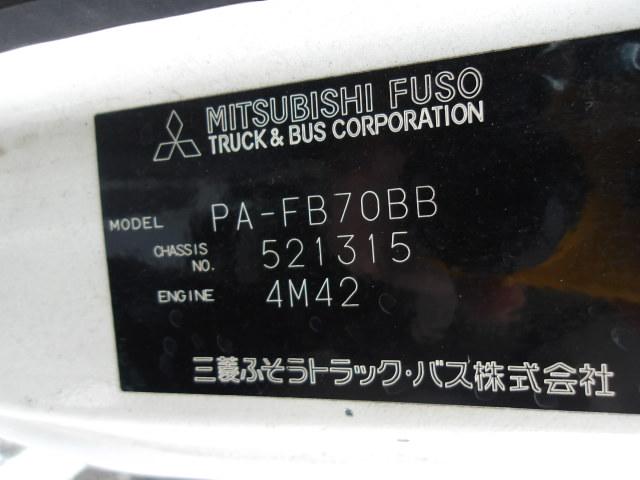 MITSUBISHI FUSO
TRUCK & BUS CORPORATION
MODEL PA-FB70BB
CHASSIS NO. 521315
ENGINE 4M42
三菱ふそうトラック・バス株式会社